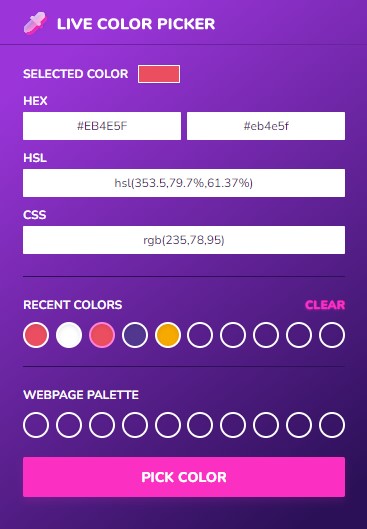 LIVE COLOR PICKER
SELECTED COLOR
HEX
#EB4E5F #eb4e5f
HSL
hsl(353.5,79.7%,61.37%)
CSS
rgb(235,78,95)
RECENT COLORS CLEAR
WEBPAGE PALETTE
PICK COLOR